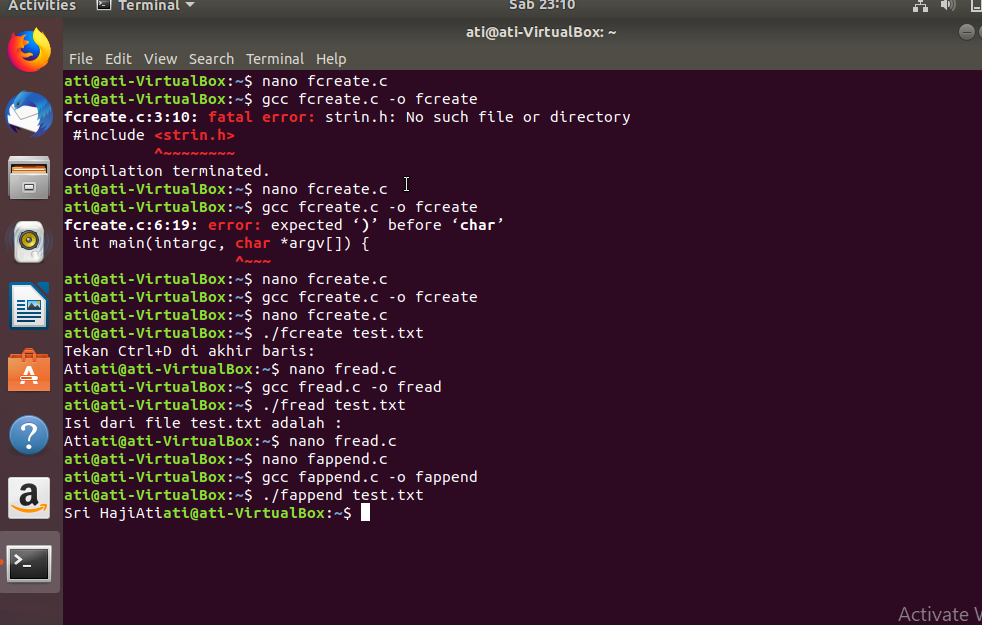 Activities Terminal Sab 23:10
ati@ati-VirtualBox: ~
File Edit View Search Terminal Help
ati@ati-VirtualBox:~$ nano fcreate.c
ati@ati-VirtualBox:~$ gcc fcreate.c -o fcreate
fcreate.c:3:10: fatal error: strin.h: No such file or directory
#include <strin.h>
^~~~~~~~~
compilation terminated.
ati@ati-VirtualBox:~$ nano fcreate.c
ati@ati-VirtualBox:~$ gcc fcreate.c -o fcreate
fcreate.c:6:19: error: expected ‘)’ before ‘char’
int main(intargc, char *argv[]) {
^~~~
ati@ati-VirtualBox:~$ nano fcreate.c
ati@ati-VirtualBox:~$ gcc fcreate.c -o fcreate
ati@ati-VirtualBox:~$ nano fcreate.c
ati@ati-VirtualBox:~$ ./fcreate test.txt
Tekan Ctrl+D di akhir baris:
Atiati@ati-VirtualBox:~$ nano fread.c
ati@ati-VirtualBox:~$ gcc fread.c -o fread
ati@ati-VirtualBox:~$ ./fread test.txt
Isi dari file test.txt adalah :
Atiati@ati-VirtualBox:~$ nano fread.c
ati@ati-VirtualBox:~$ nano fappend.c
ati@ati-VirtualBox:~$ gcc fappend.c -o fappend
ati@ati-VirtualBox:~$ ./fappend test.txt
Sri HajiAtiati@ati-VirtualBox:~$
Activate